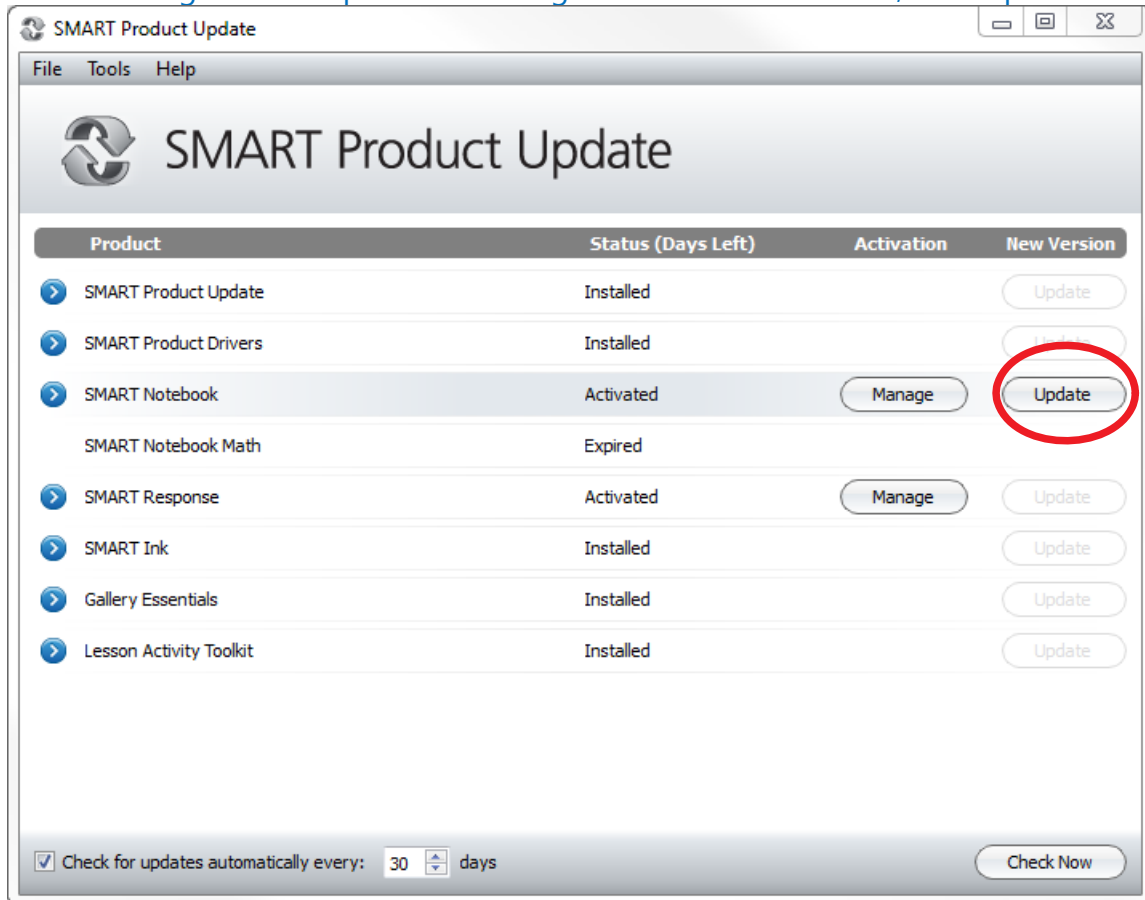 SMART Product Update
File Tools Help
SMART Product Update
Product Status (Days Left) Activation New Version
SMART Product Update Installed Update
SMART Product Drivers Installed Update
SMART Notebook Activated Manage Update
SMART Notebook Math Expired
SMART Response Activated Manage Update
SMART Ink Installed Update
Gallery Essentials Installed Update
Lesson Activity Toolkit Installed Update
Check for updates automatically every: 30 days Check Now